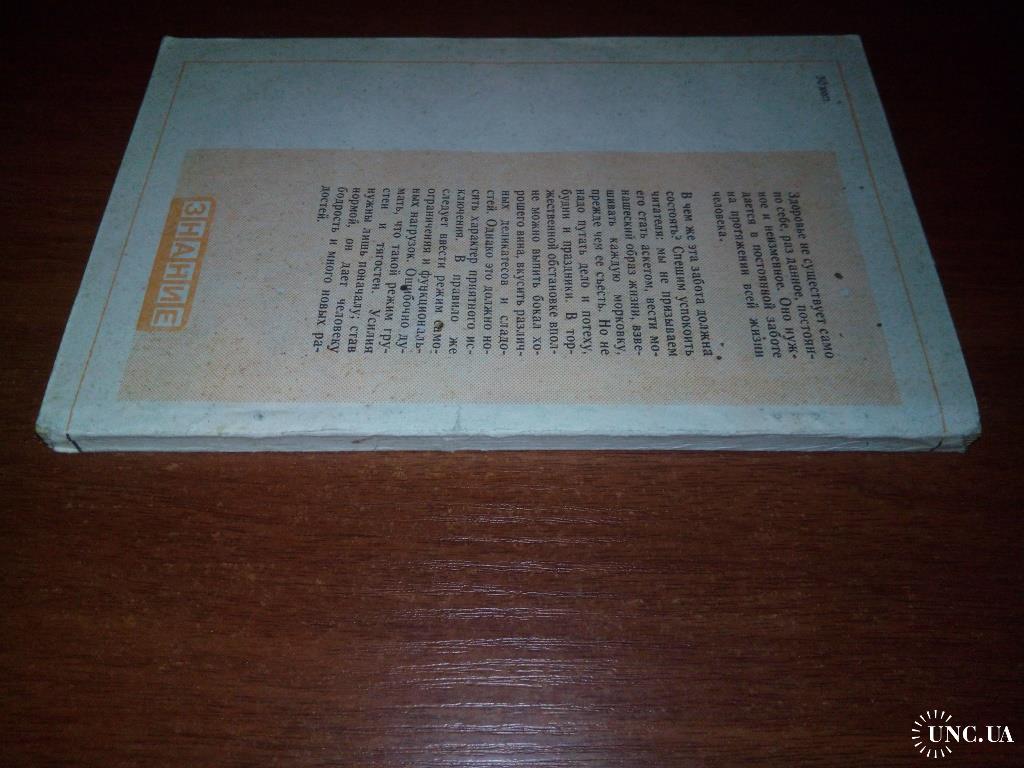 Здоровье не существует само
по себе, раз данное, постоян-
ное и неизменное. Оно нуж-
дается в постоянной заботе
на протяжении всей жизни
человека.
В чем же эта забота должна
состоять? Спешим успокоить
читателя: мы не призываем
его стать аскетом, вести мо-
нашеский образ жизни, взве-
шивать каждую морковку,
прежде чем ее съесть. Но не
надо путать дело и потеху,
будни и праздники. В тор-
жественной обстановке впол-
не можно выпить бокал хо-
рошего вина, вкусить различ-
ных деликатесов и сладо-
стей. Однако это должно но-
сить характер приятного ис-
ключения. В правило же
следует ввести режим само-
ограничения и функциональ-
ных нагрузок. Ошибочно ду-
мать, что такой режим гру-
стен и тягостен. Усилия
нужны лишь поначалу; став
нормой, он дает человеку
бодрость и много новых ра-
достей.
ЗНАНИЕ
UNC.UA